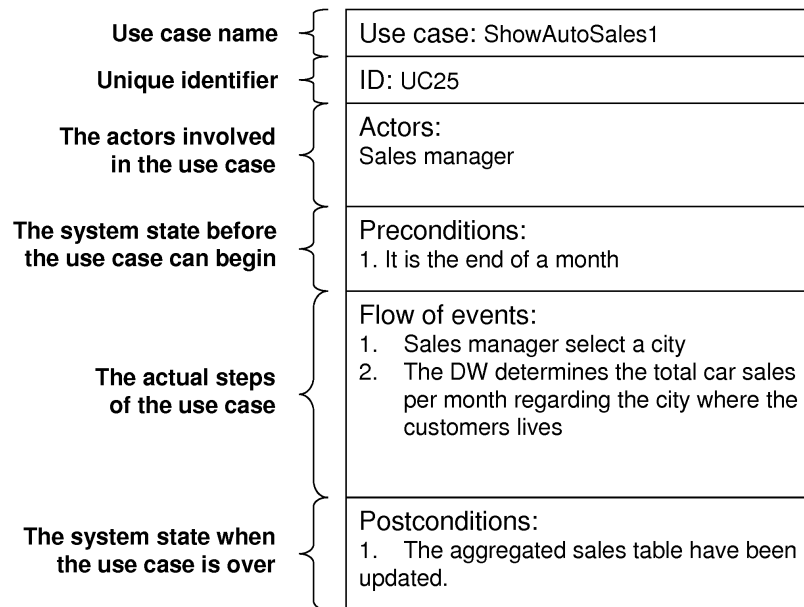 Use case name
Use case: ShowAutoSales1
Unique identifier
ID: UC25
The actors involved
in the use case
Actors:
Sales manager
The system state before
the use case can begin
Preconditions:
1. It is the end of a month
The actual steps
of the use case
Flow of events:
1. Sales manager select a city
2. The DW determines the total car sales
per month regarding the city where the
customers lives
The system state when
the use case is over
Postconditions:
1. The aggregated sales table have been
updated.